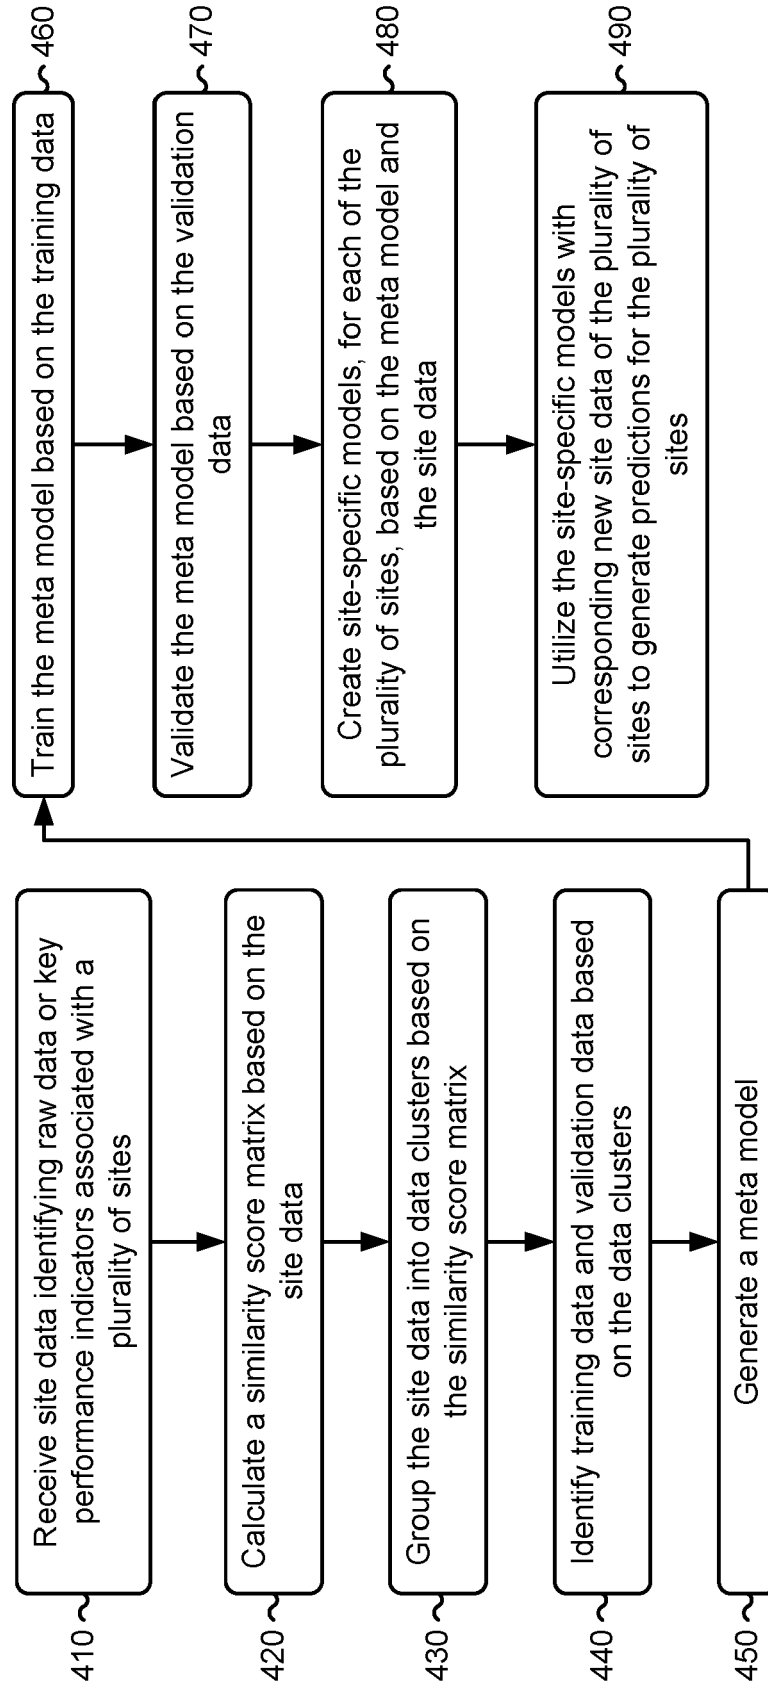 410
Receive site data identifying raw data or key
performance indicators associated with a
plurality of sites
420
Calculate a similarity score matrix based on the
site data
430
Group the site data into data clusters based on
the similarity score matrix
440
Identify training data and validation data based
on the data clusters
450
Generate a meta model
460
Train the meta model based on the training data
470
Validate the meta model based on the validation
data
480
Create site-specific models, for each of the
plurality of sites, based on the meta model and
the site data
490
Utilize the site-specific models with
corresponding new site data of the plurality of
sites to generate predictions for the plurality of
sites